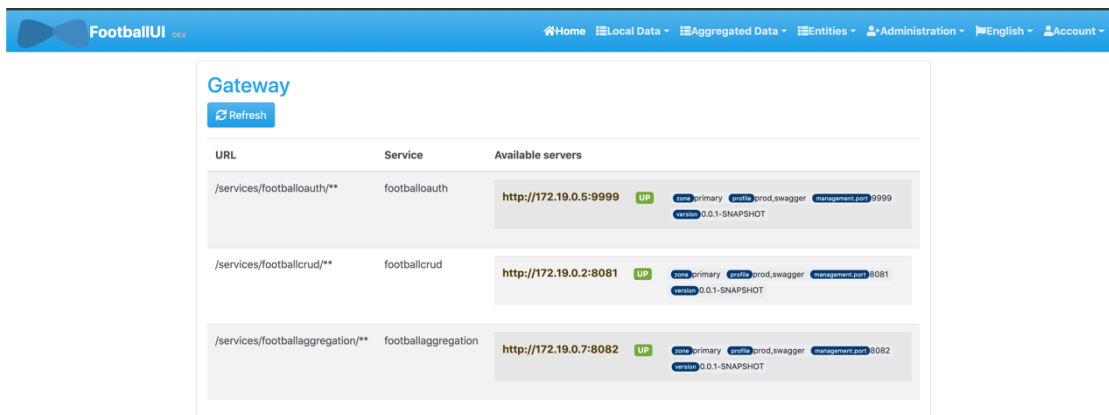 FootballUI DEV
Home Local Data Aggregated Data Entities Administration English Account
Gateway
Refresh
URL Service Available servers
/services/footballoauth/** footballoauth http://172.19.0.5:9999 UP zone primary profile prod,swagger management.port 9999
version 0.0.1-SNAPSHOT
/services/footballcrud/** footballcrud http://172.19.0.2:8081 UP zone primary profile prod,swagger management.port 8081
version 0.0.1-SNAPSHOT
/services/footballaggregation/** footballaggregation http://172.19.0.7:8082 UP zone primary profile prod,swagger management.port 8082
version 0.0.1-SNAPSHOT